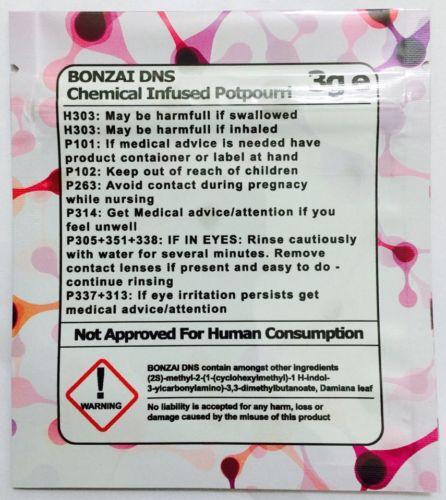 BONZAI DNS
Chemical Infused Potpourri 3g e
H303: May be harmfull if swallowed
H303: May be harmfull if inhaled
P101: If medical advice is needed have
product contaioner or label at hand
P102: Keep out of reach of children
P263: Avoid contact during pregnacy
while nursing
P314: Get Medical advice/attention if you
feel unwell
P305+351+338: IF IN EYES: Rinse cautiously
with water for several minutes. Remove
contact lenses if present and easy to do -
continue rinsing
P337+313: If eye irritation persists get
medical advice/attention
Not Approved For Human Consumption
WARNING
BONZAI DNS contain amongst other ingredients
(2S)-methyl-2-(1-(cyclohexylmethyl)-1 H-indol-
3-ylcarbonylamino)-3,3-dimethylbutanoate, Damiana leaf
No liability is accepted for any harm, loss or
damage caused by the misuse of this product